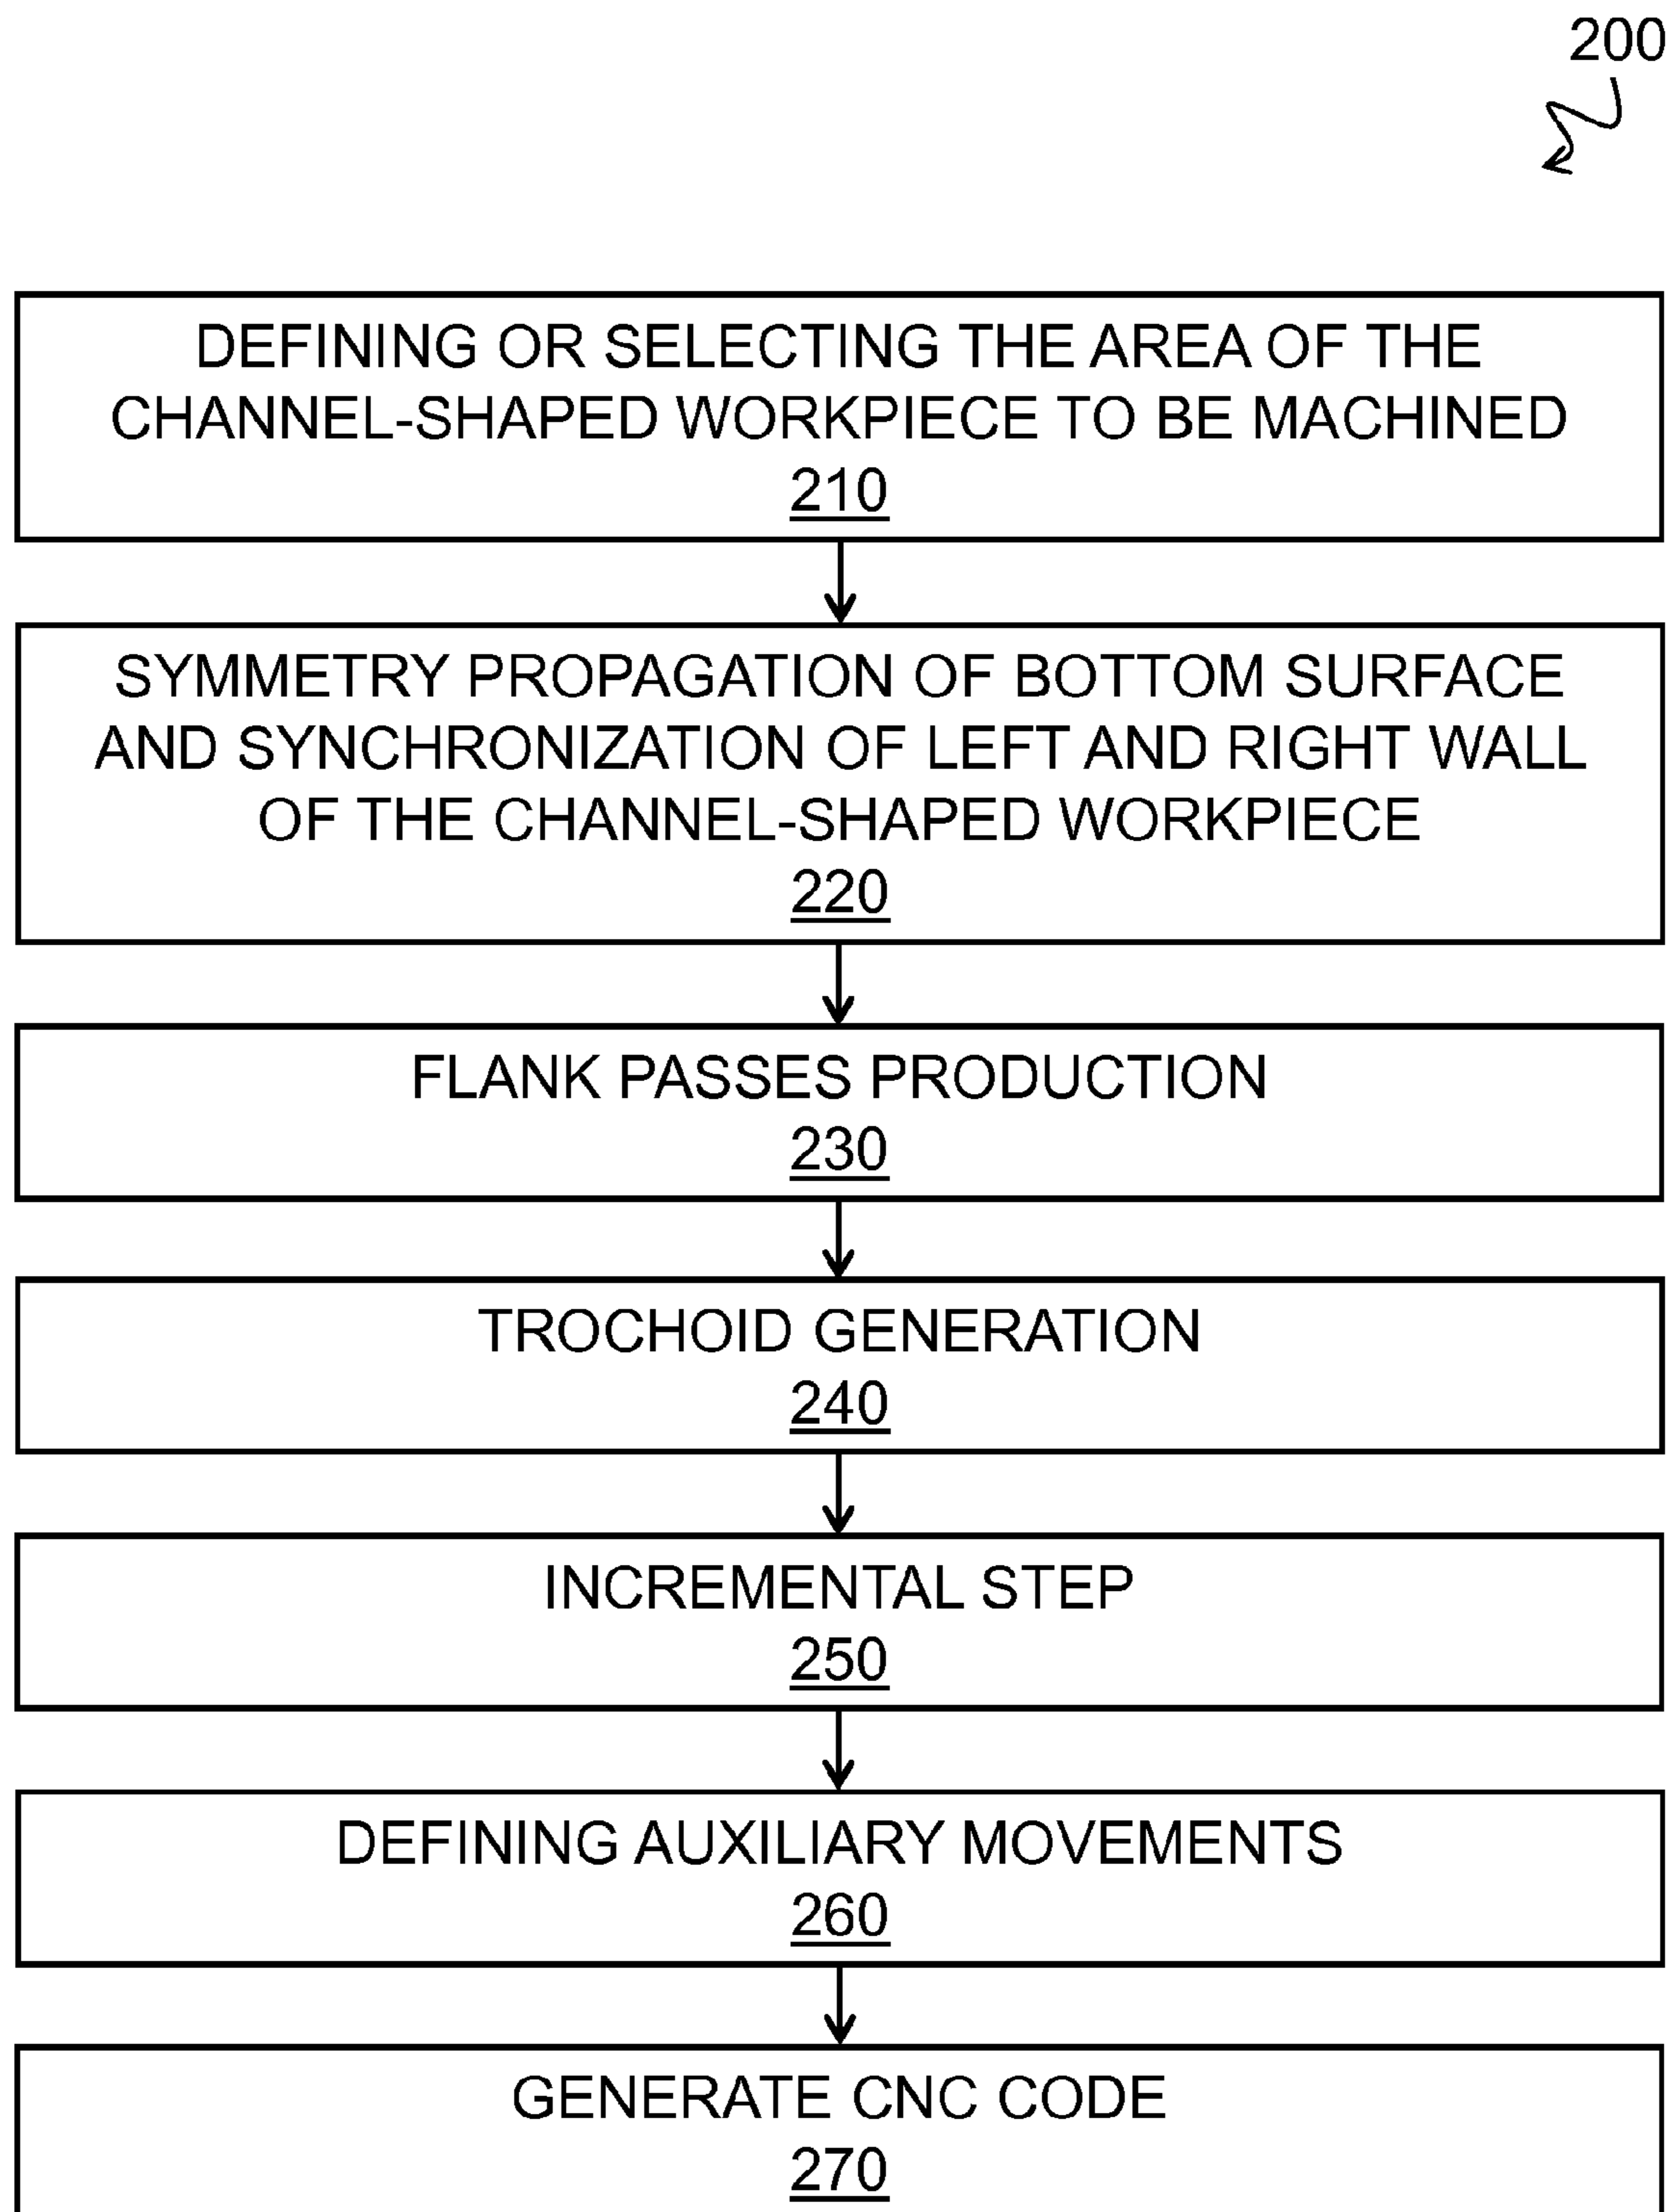 200
DEFINING OR SELECTING THE AREA OF THE
CHANNEL-SHAPED WORKPIECE TO BE MACHINED
210
SYMMETRY PROPAGATION OF BOTTOM SURFACE
AND SYNCHRONIZATION OF LEFT AND RIGHT WALL
OF THE CHANNEL-SHAPED WORKPIECE
220
FLANK PASSES PRODUCTION
230
TROCHOID GENERATION
240
INCREMENTAL STEP
250
DEFINING AUXILIARY MOVEMENTS
260
GENERATE CNC CODE
270